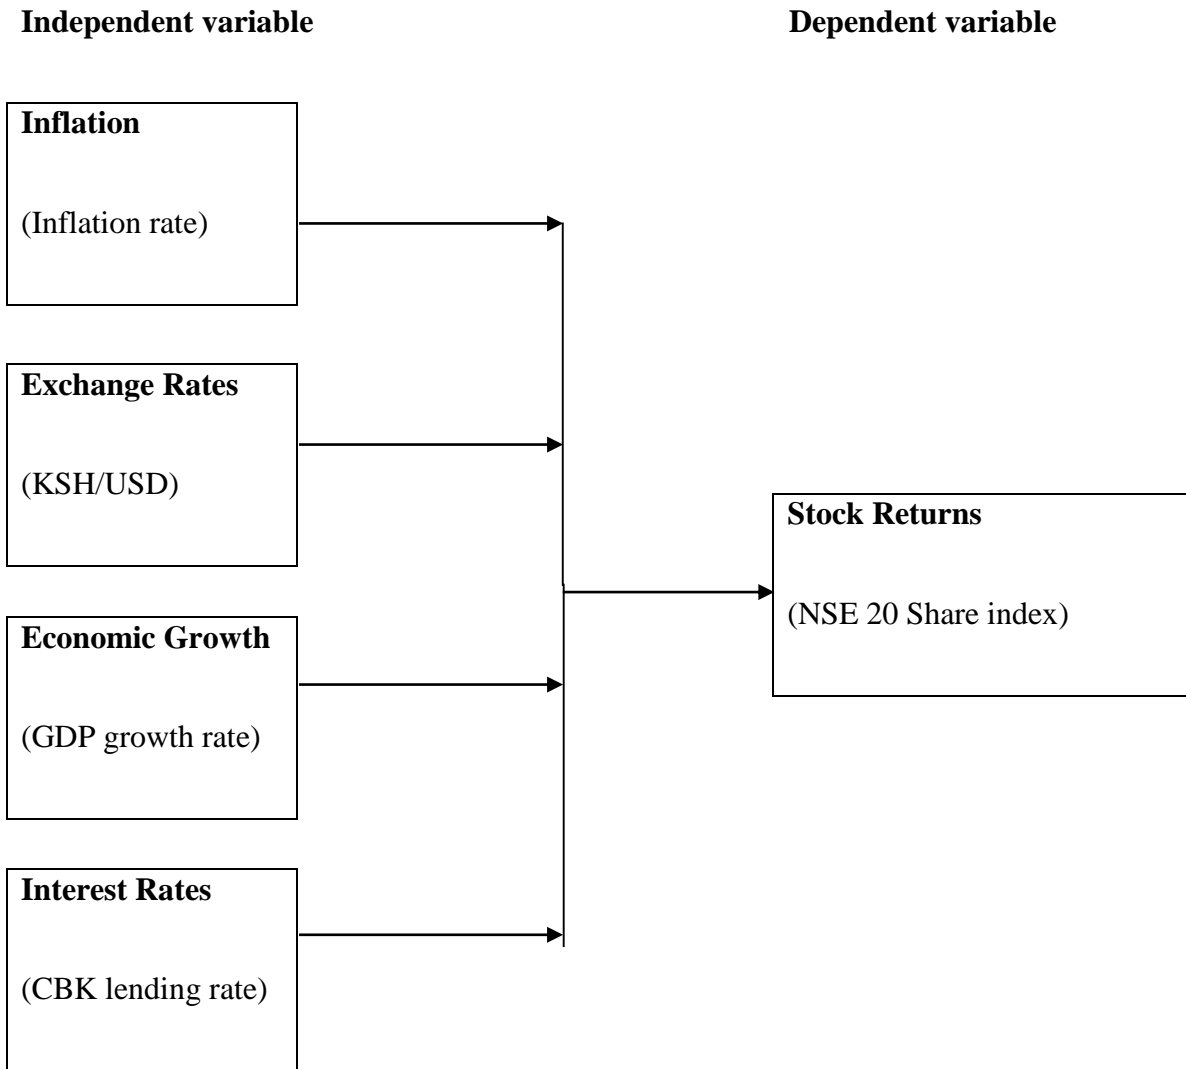 Independent variable
Dependent variable
Inflation
(Inflation rate)
Exchange Rates
(KSH/USD)
Economic Growth
(GDP growth rate)
Interest Rates
(CBK lending rate)
Stock Returns
(NSE 20 Share index)